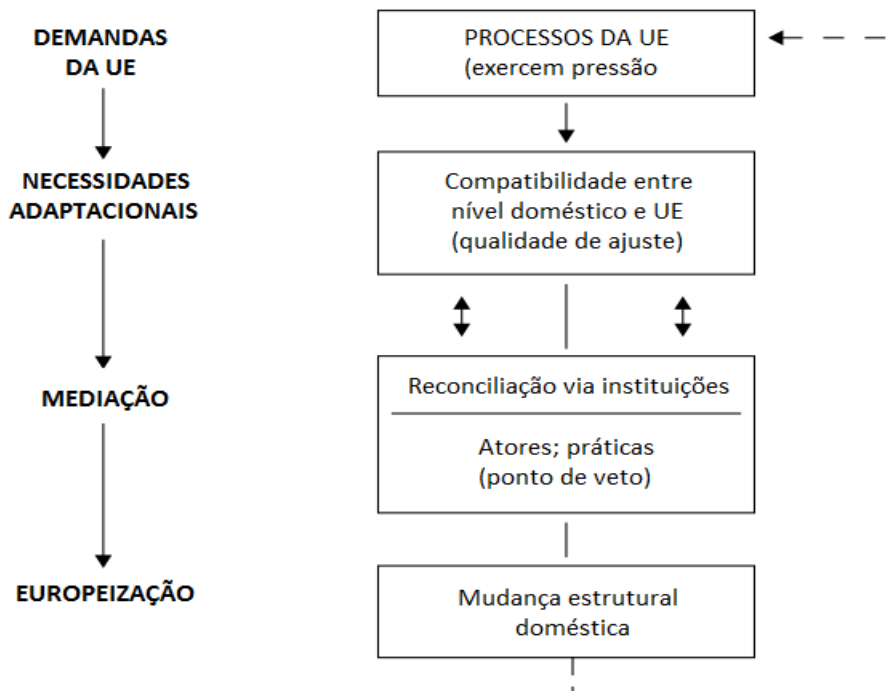 DEMANDAS
DA UE
PROCESSOS DA UE
(exercem pressão
NECESSIDADES
ADAPTACIONAIS
Compatibilidade entre
nível doméstico e UE
(qualidade de ajuste)
MEDIAÇÃO
Reconciliação via instituições
Atores; práticas
(ponto de veto)
EUROPEIZAÇÃO
Mudança estrutural
doméstica